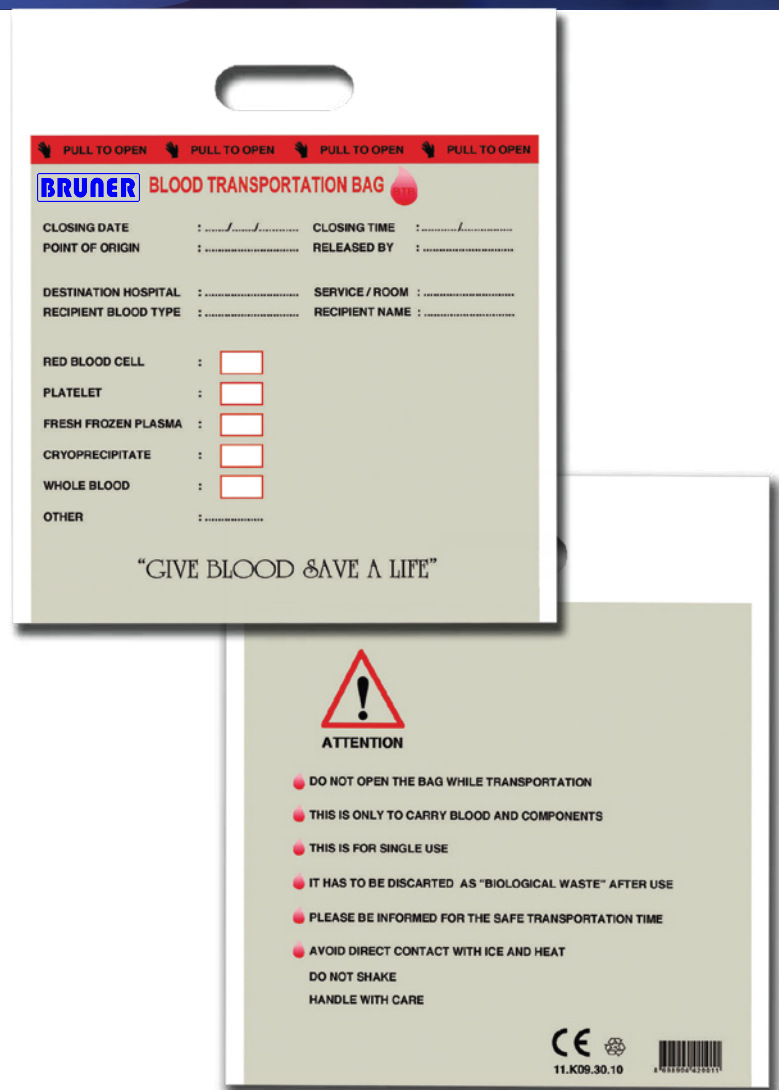 PULL TO OPEN PULL TO OPEN PULL TO OPEN PULL TO OPEN
BRUNER BLOOD TRANSPORTATION BAG BTB
CLOSING DATE : ......./......./............ CLOSING TIME : ............/...............
POINT OF ORIGIN : ............................ RELEASED BY : ...........................
DESTINATION HOSPITAL : ............................ SERVICE / ROOM : ...........................
RECIPIENT BLOOD TYPE : ............................ RECIPIENT NAME : ...........................
RED BLOOD CELL :
PLATELET :
FRESH FROZEN PLASMA :
CRYOPRECIPITATE :
WHOLE BLOOD :
OTHER : ..................
"GIVE BLOOD SAVE A LIFE"
ATTENTION
DO NOT OPEN THE BAG WHILE TRANSPORTATION
THIS IS ONLY TO CARRY BLOOD AND COMPONENTS
THIS IS FOR SINGLE USE
IT HAS TO BE DISCARTED AS "BIOLOGICAL WASTE" AFTER USE
PLEASE BE INFORMED FOR THE SAFE TRANSPORTATION TIME
AVOID DIRECT CONTACT WITH ICE AND HEAT
DO NOT SHAKE
HANDLE WITH CARE
CE
11.K09.30.10